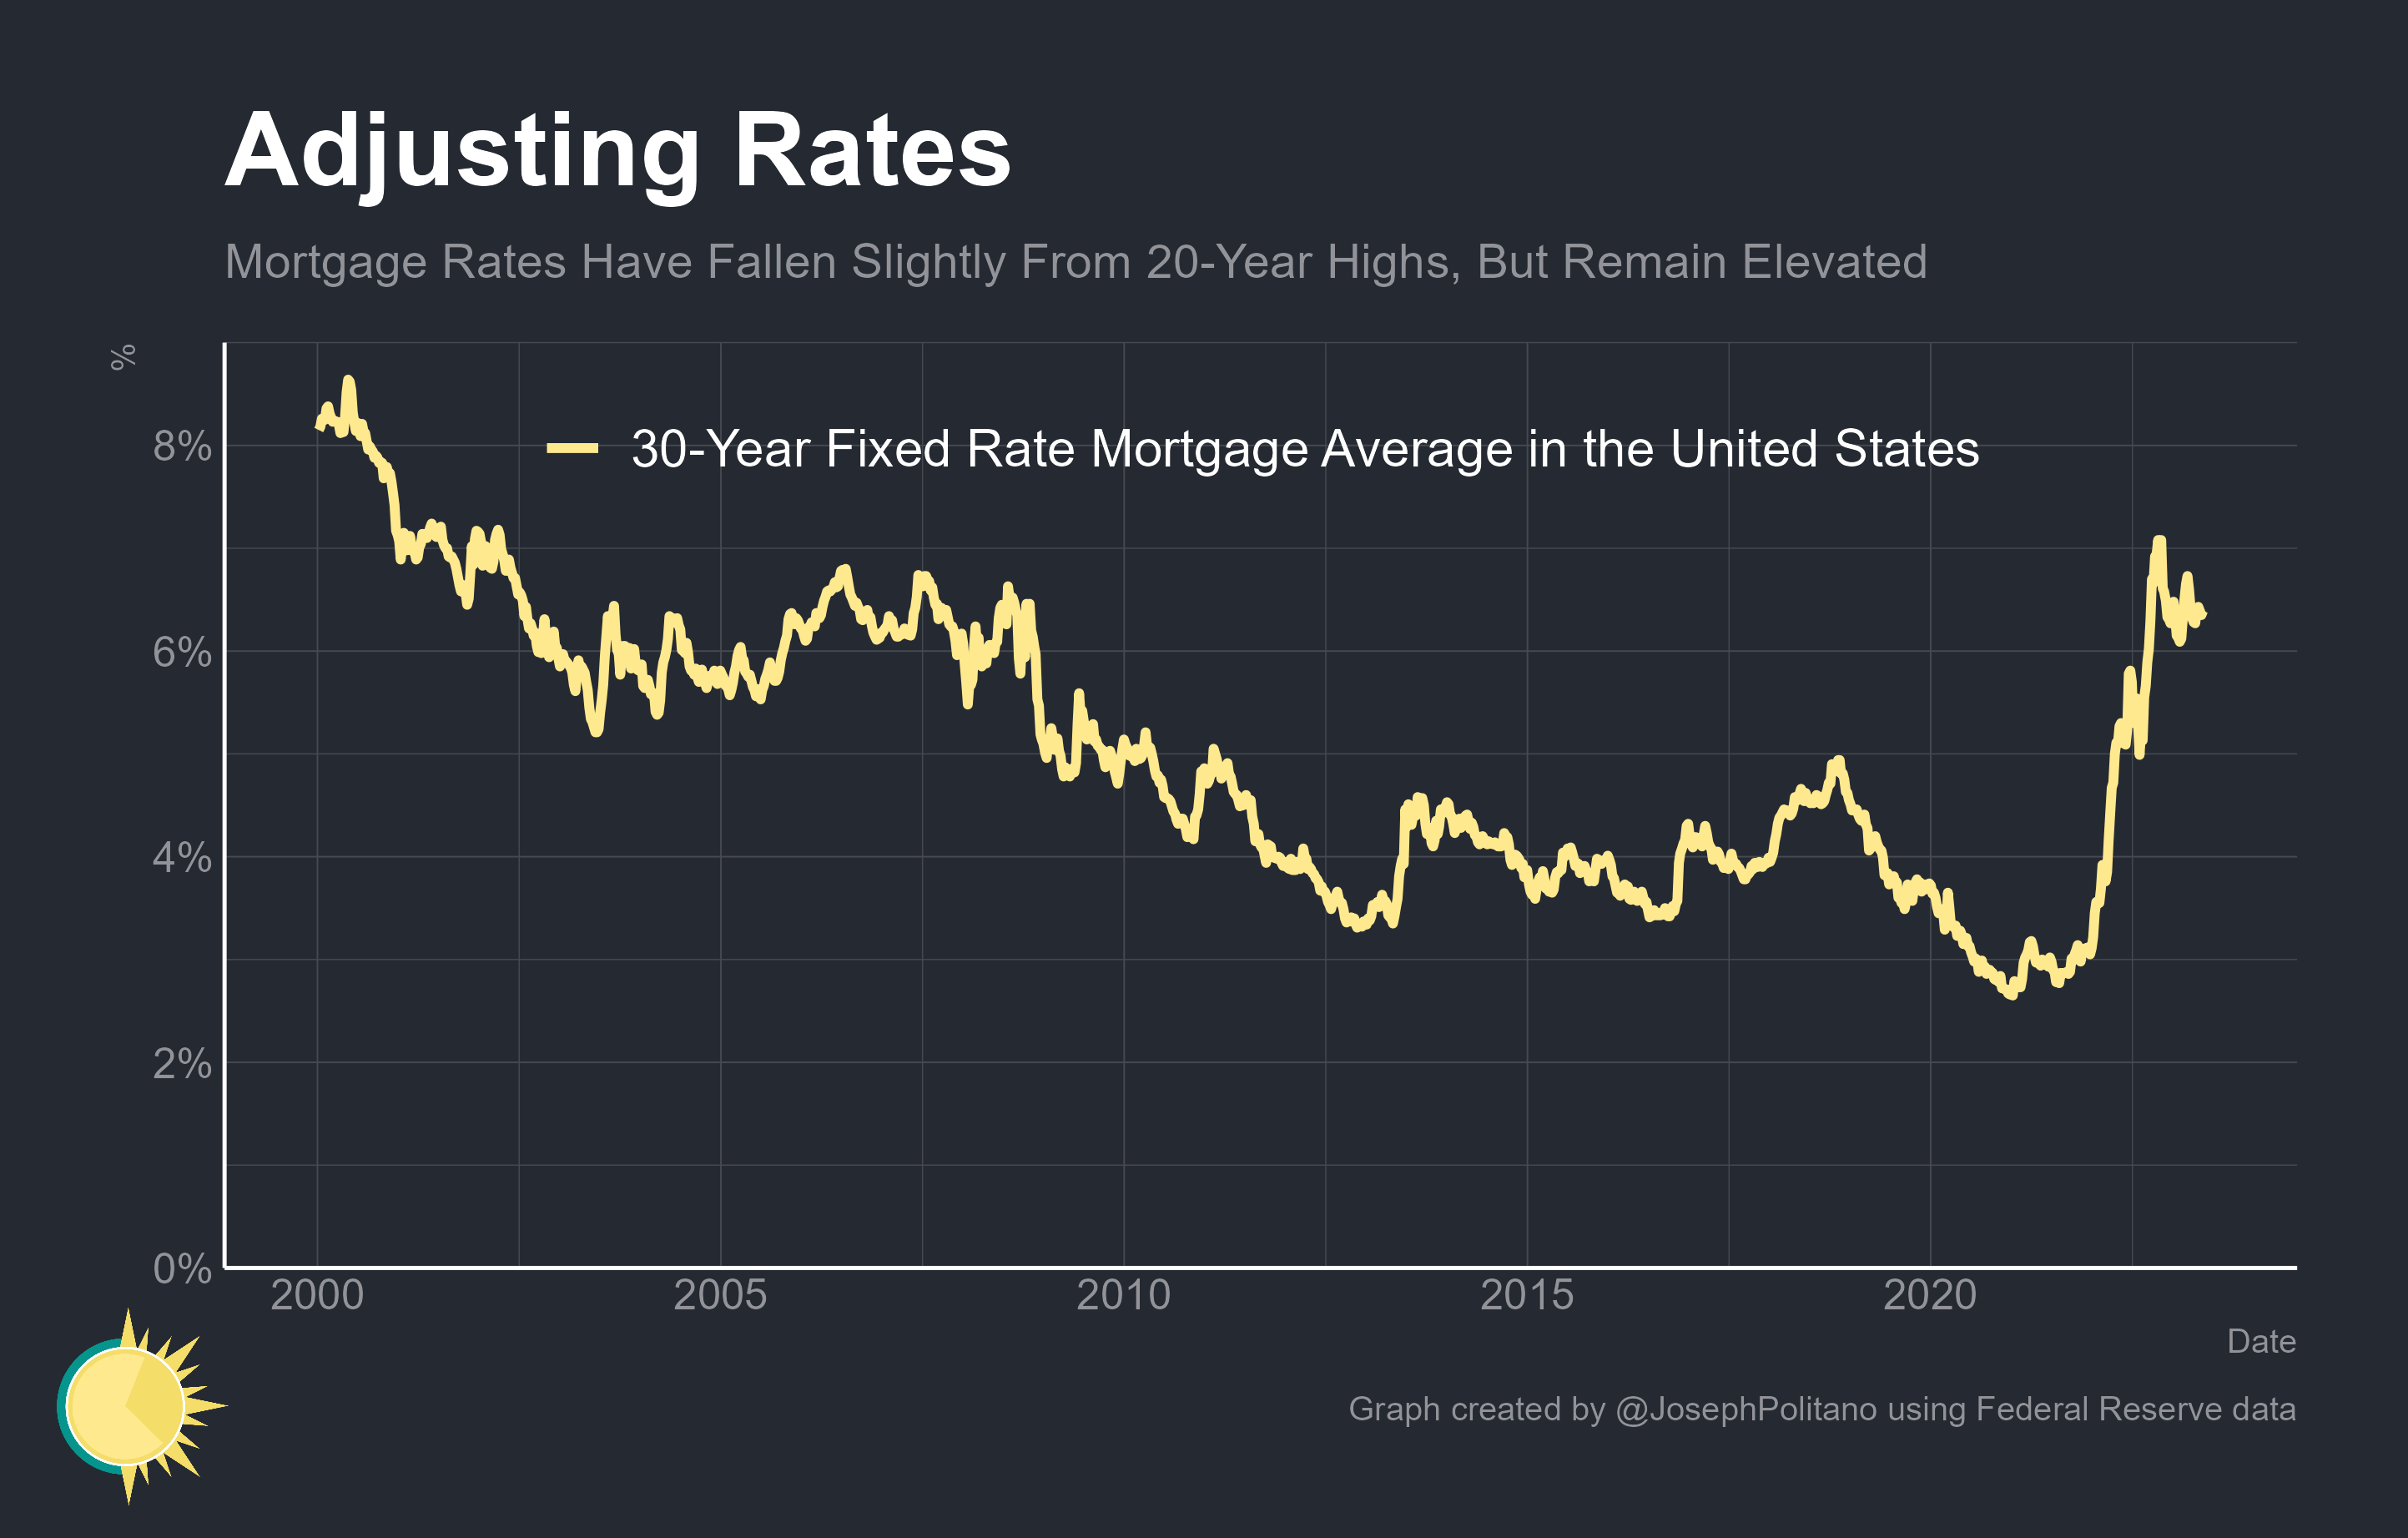 Adjusting Rates
Mortgage Rates Have Fallen Slightly From 20-Year Highs, But Remain Elevated
%
30-Year Fixed Rate Mortgage Average in the United States
8%
6%
4%
2%
0%
2000 2005 2010 2015 2020
Date
Graph created by @JosephPolitano using Federal Reserve data